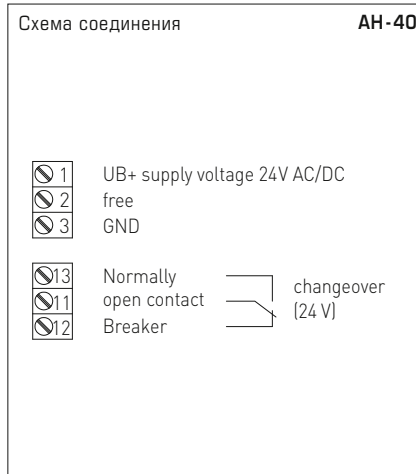 Схема соединения AH-40
1 UB+ supply voltage 24V AC/DC
2 free
3 GND
13 Normally
11 open contact
12 Breaker
changeover
(24 V)